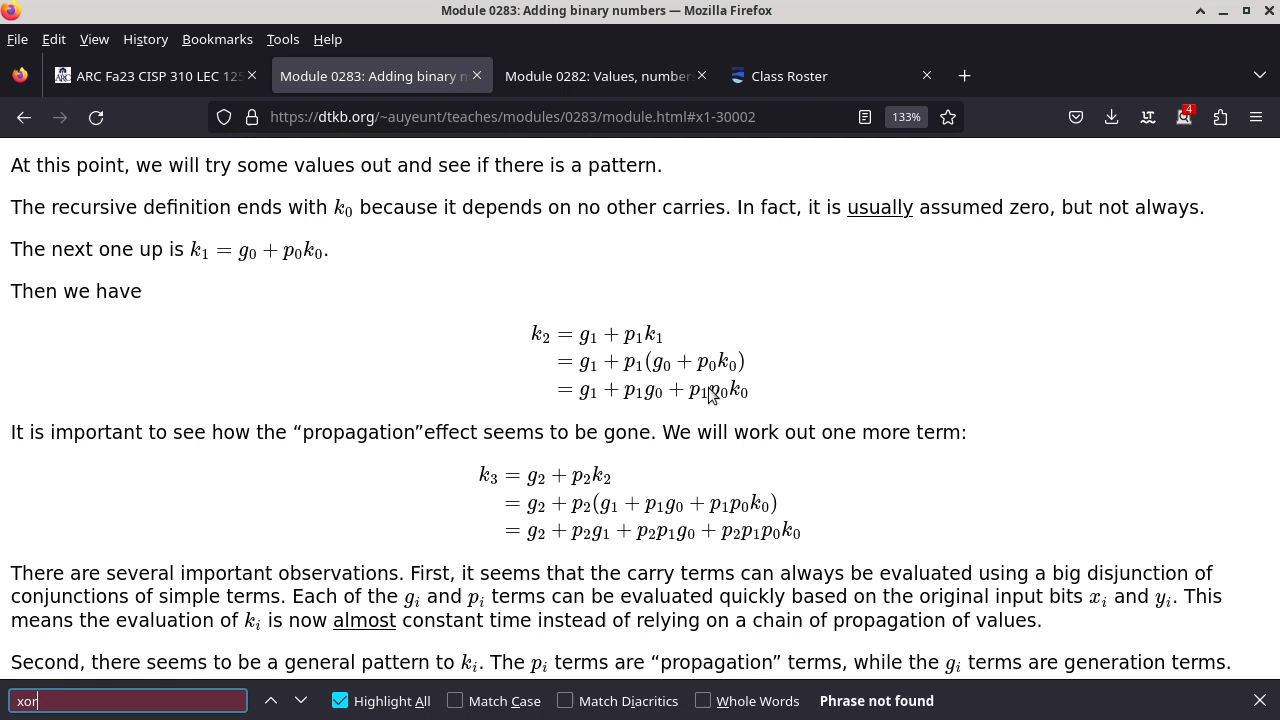 Module 0283: Adding binary numbers — Mozilla Firefox
File Edit View History Bookmarks Tools Help
ARC Fa23 CISP 310 LEC 125 Module 0283: Adding binary n Module 0282: Values, number Class Roster
https://dtkb.org/~auyeunt/teaches/modules/0283/module.html#x1-30002 133% 4
At this point, we will try some values out and see if there is a pattern.
The recursive definition ends with k₀ because it depends on no other carries. In fact, it is usually assumed zero, but not always.
The next one up is k₁ = g₀ + p₀k₀.
Then we have
k₂ = g₁ + p₁k₁
= g₁ + p₁(g₀ + p₀k₀)
= g₁ + p₁g₀ + p₁p₀k₀
It is important to see how the “propagation”effect seems to be gone. We will work out one more term:
k₃ = g₂ + p₂k₂
= g₂ + p₂(g₁ + p₁g₀ + p₁p₀k₀)
= g₂ + p₂g₁ + p₂p₁g₀ + p₂p₁p₀k₀
There are several important observations. First, it seems that the carry terms can always be evaluated using a big disjunction of
conjunctions of simple terms. Each of the gᵢ and pᵢ terms can be evaluated quickly based on the original input bits xᵢ and yᵢ. This
means the evaluation of kᵢ is now almost constant time instead of relying on a chain of propagation of values.
Second, there seems to be a general pattern to kᵢ. The pᵢ terms are “propagation” terms, while the gᵢ terms are generation terms.
xor Highlight All Match Case Match Diacritics Whole Words Phrase not found